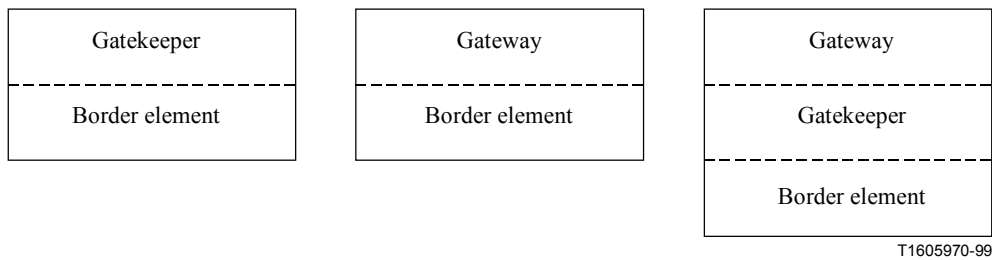 Gatekeeper
Border element
Gateway
Border element
Gateway
Gatekeeper
Border element
T1605970-99